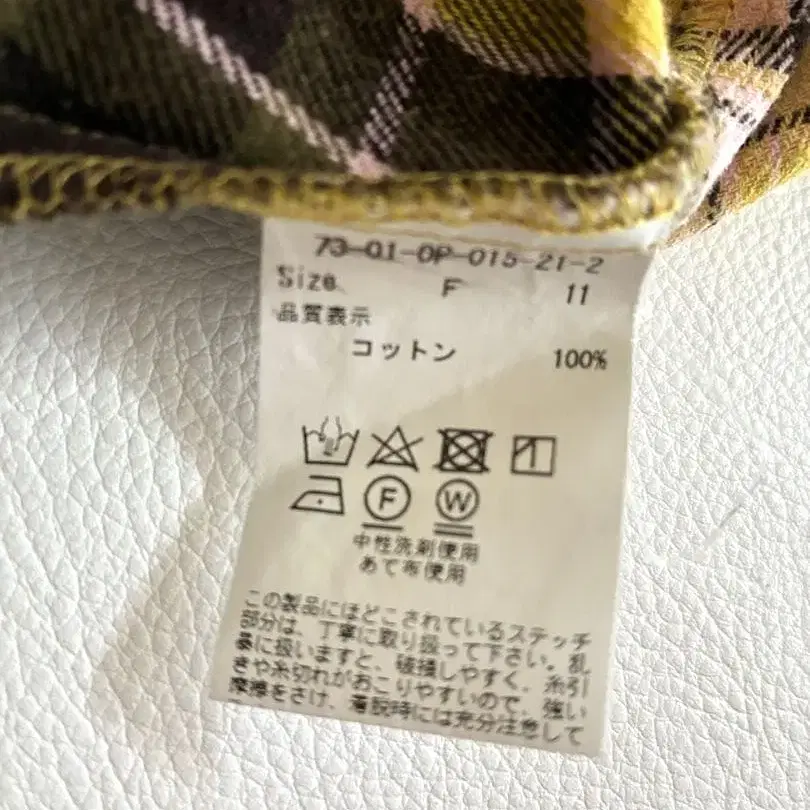 73-01-OP-015-21-2
Size F 11
品質表示
コットン 100%
F W
中性洗剤使用
あて布使用
この製品にほどこされているステッチ
部分は、丁寧に取り扱って下さい。乱
暴に扱いますと、破損しやすく、糸引
きや糸切れがおこりやすいので、強い
摩擦をさけ、着脱時には充分注意して